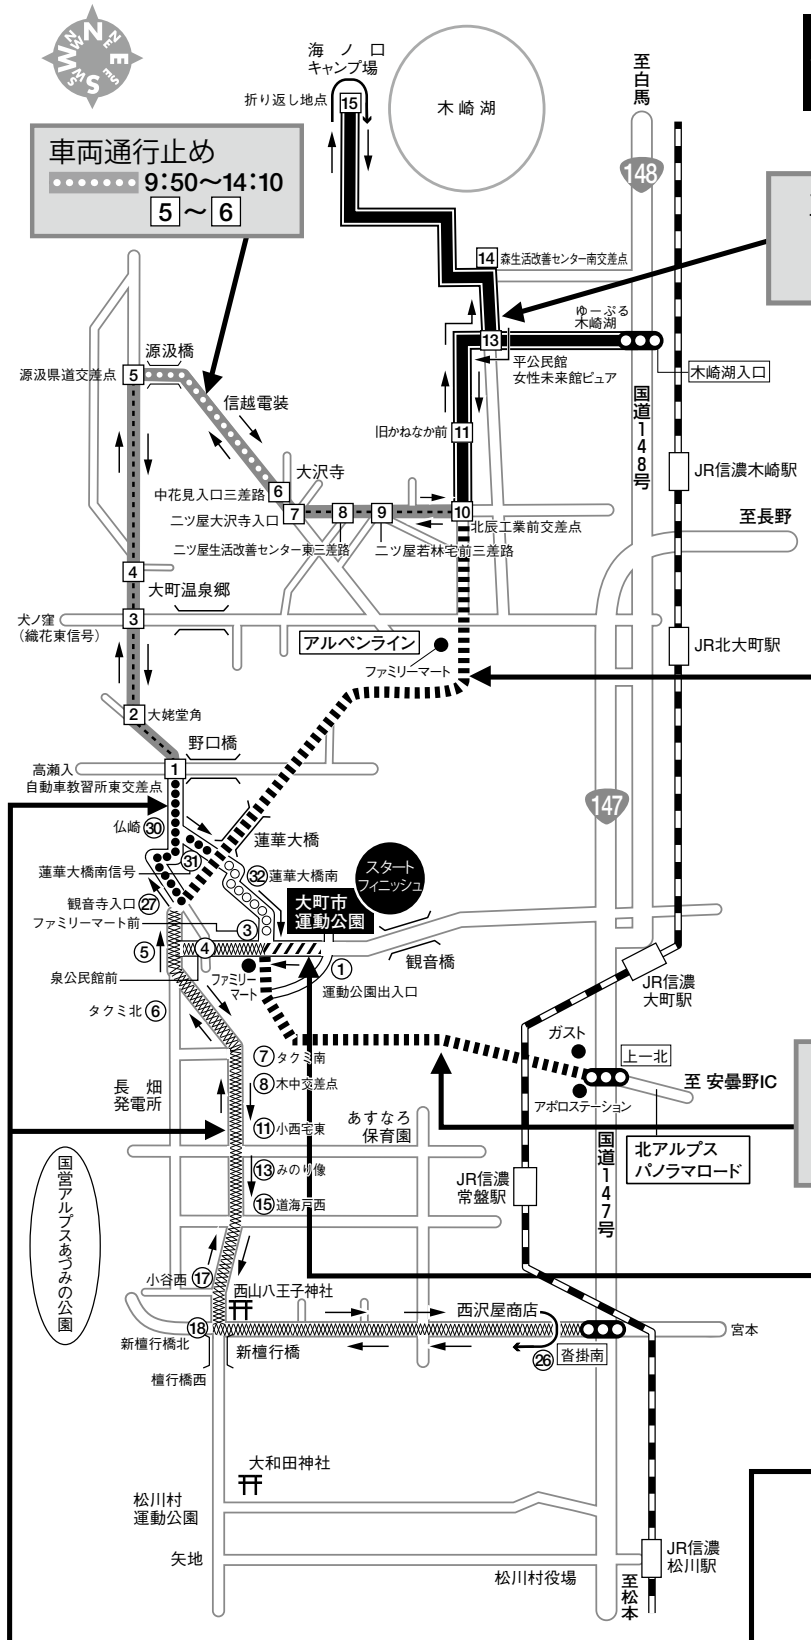 N
N
E
E
E
S
E
S
W
S
W
W
N
海ノ口
キャンプ場
折り返し地点
15
木崎湖
至白馬
148
車両通行止め
9:50〜14:10
5〜6
14
森生活改善センター南交差点
ゆーぷる
木崎湖
13
平公民館
女性未来館ピュア
木崎湖入口
国道148号
源汲橋
源汲県道交差点
5
信越電装
旧かねなか前
11
大沢寺
中花見入口三差路
6
JR信濃木崎駅
二ツ屋大沢寺入口
7
8
9
10
北辰工業前交差点
至長野
二ツ屋生活改善センター東三差路
二ツ屋若林宅前三差路
4
大町温泉郷
犬ノ窪
(織花東信号)
3
アルペンライン
ファミリーマート
JR北大町駅
2
大姥堂角
野口橋
高瀬入
1
自動車教習所東交差点
147
仏崎
㉚
蓮華大橋
㉛
蓮華大橋南信号
㉜
蓮華大橋南
スタート
フィニッシュ
大町市
運動公園
観音寺入口
㉗
ファミリーマート前
③
④
⑤
①
観音橋
泉公民館前
ファミリー
マート
運動公園出入口
JR信濃
大町駅
タクミ北
⑥
ガスト
⑦
タクミ南
上一北
⑧
木中交差点
至 安曇野IC
長畑
発電所
アポロステーション
⑪
小西宅東
あすなろ
保育園
北アルプス
パノラマロード
国道147号
⑬
みのり像
JR信濃
常盤駅
国営アルプスあづみの公園
⑮
道海戸西
小谷西
⑰
西山八王子神社
西沢屋商店
⑱
新檀行橋北
新檀行橋
㉖
沓掛南
宮本
檀行橋西
大和田神社
松川村
運動公園
矢地
JR信濃
松川駅
松川村役場
至松本